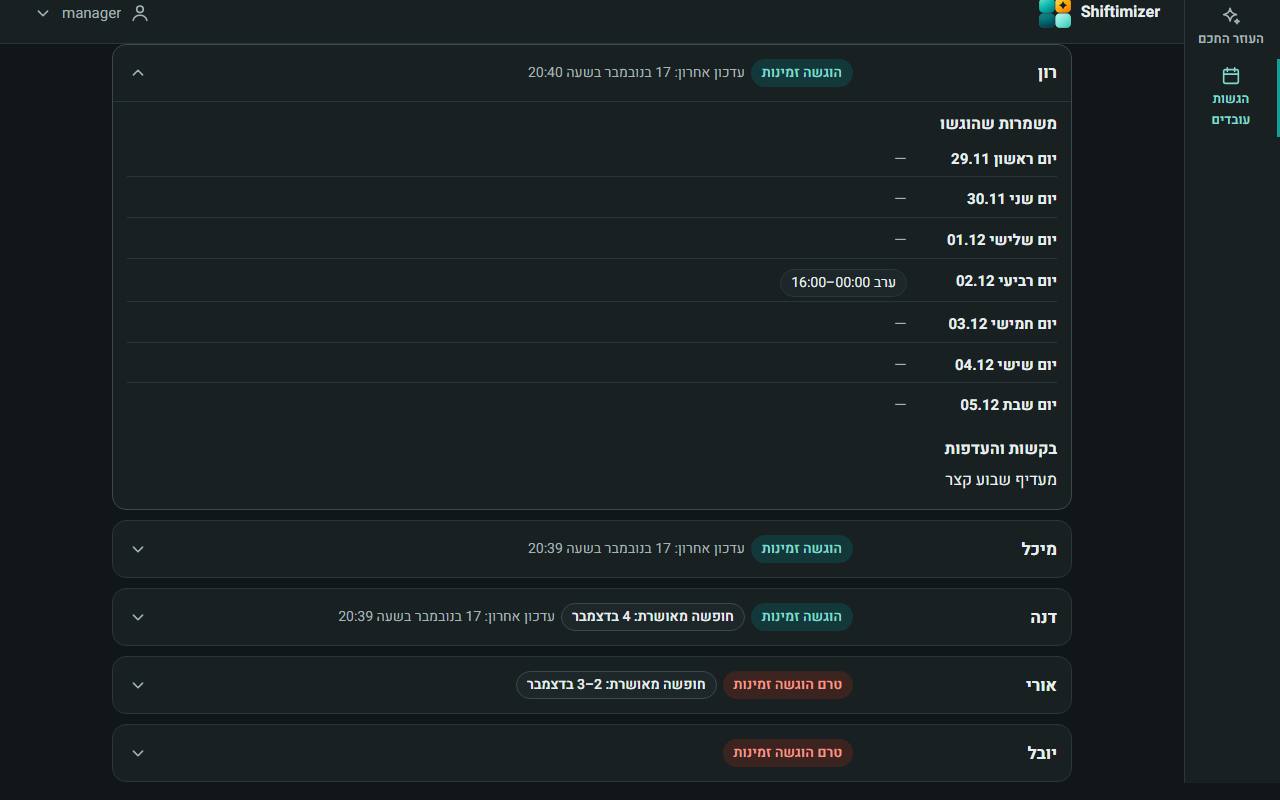 Shiftimizer
manager
העוזר החכם
הגשות
עובדים
רון הוגשה זמינות עדכון אחרון: 17 בנובמבר בשעה 20:40
משמרות שהוגשו
יום ראשון 29.11 —
יום שני 30.11 —
יום שלישי 01.12 —
יום רביעי 02.12 ערב 16:00–00:00
יום חמישי 03.12 —
יום שישי 04.12 —
יום שבת 05.12 —
בקשות והעדפות
מעדיף שבוע קצר
מיכל הוגשה זמינות עדכון אחרון: 17 בנובמבר בשעה 20:39
דנה הוגשה זמינות חופשה מאושרת: 4 בדצמבר עדכון אחרון: 17 בנובמבר בשעה 20:39
אורי טרם הוגשה זמינות חופשה מאושרת: 2–3 בדצמבר
יובל טרם הוגשה זמינות